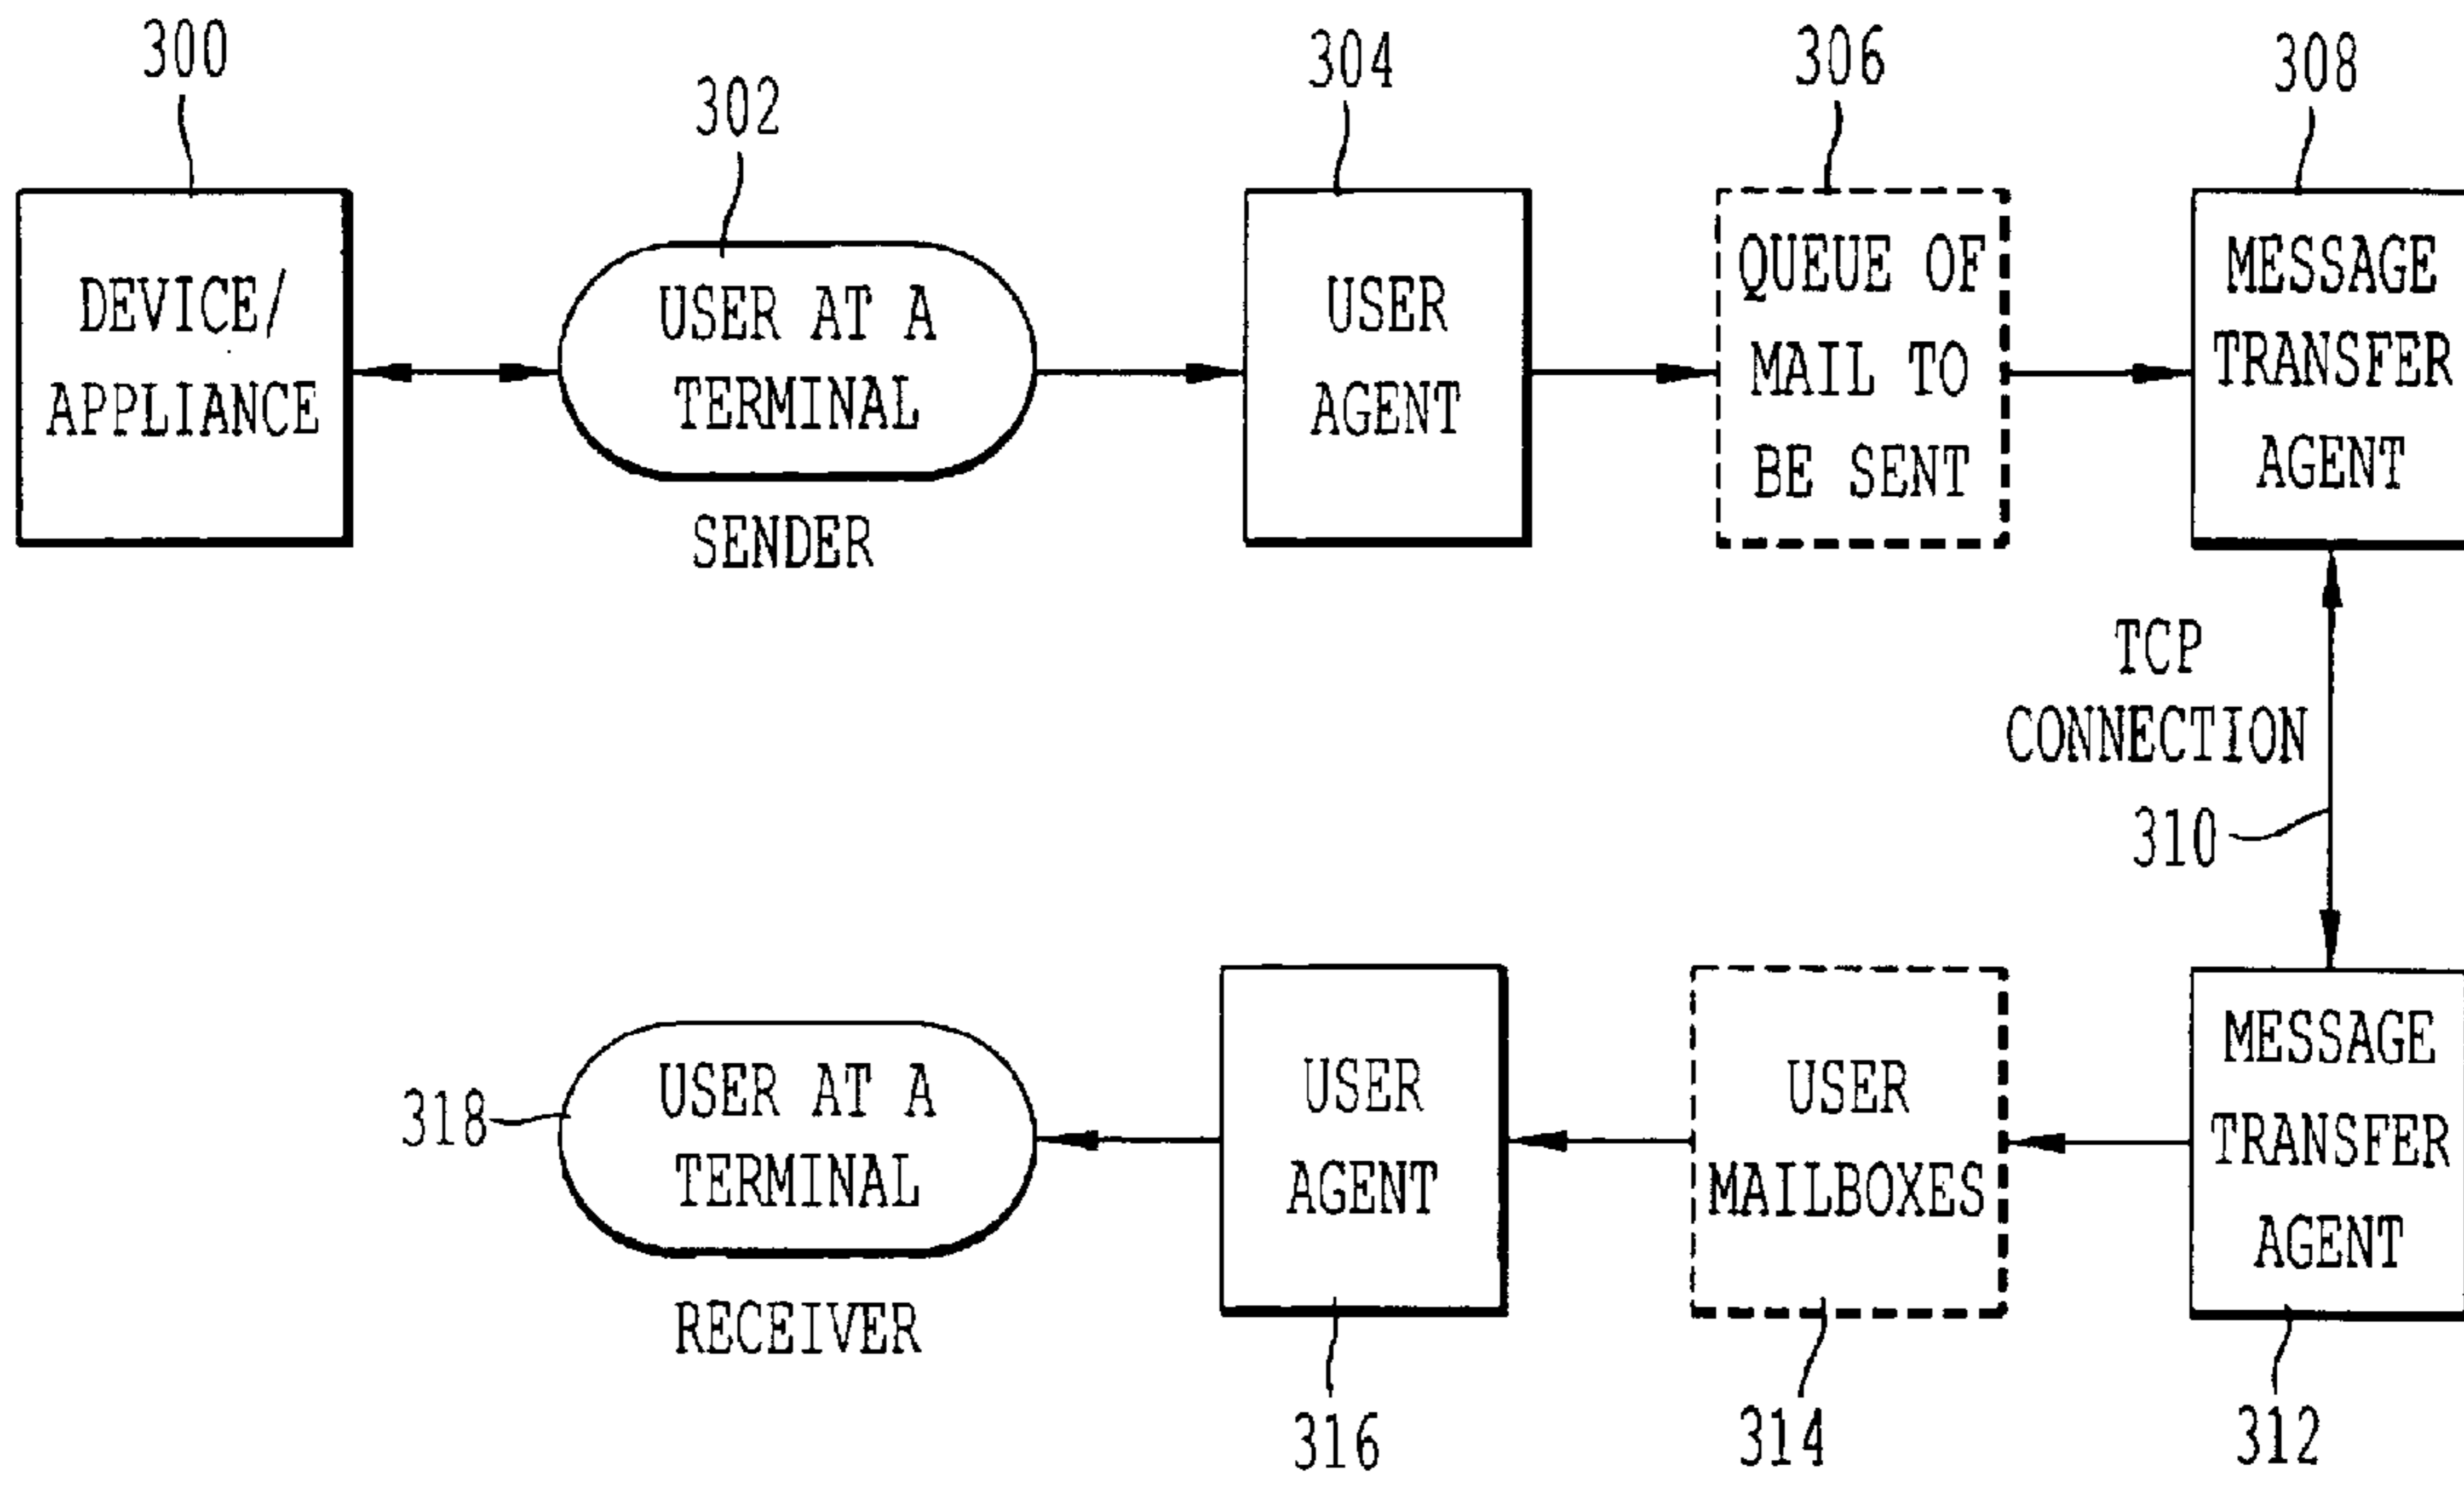 300
302
304
306
308
DEVICE/
APPLIANCE
USER AT A
TERMINAL
SENDER
USER
AGENT
QUEUE OF
MAIL TO
BE SENT
MESSAGE
TRANSFER
AGENT
TCP
CONNECTION
310
318
USER AT A
TERMINAL
RECEIVER
USER
AGENT
USER
MAILBOXES
MESSAGE
TRANSFER
AGENT
316
314
312